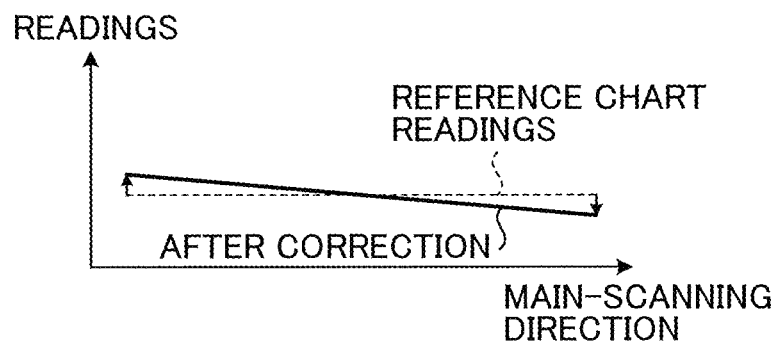 READINGS
REFERENCE CHART
READINGS
AFTER CORRECTION
MAIN-SCANNING
DIRECTION